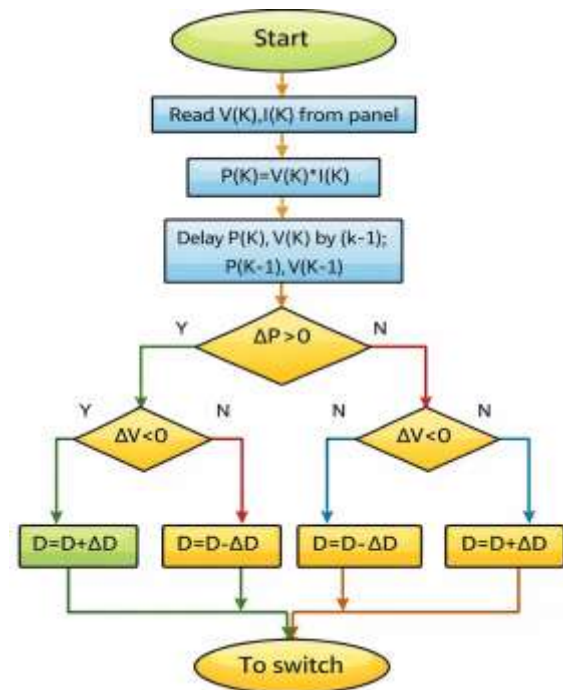 Start
Read V(K),I(K) from panel
P(K)=V(K)*I(K)
Delay P(K), V(K) by (k-1);
P(K-1), V(K-1)
Y
ΔP>0
N
Y
ΔV<0
N
N
ΔV<0
N
D=D+ΔD
D=D-ΔD
D=D-ΔD
D=D+ΔD
To switch